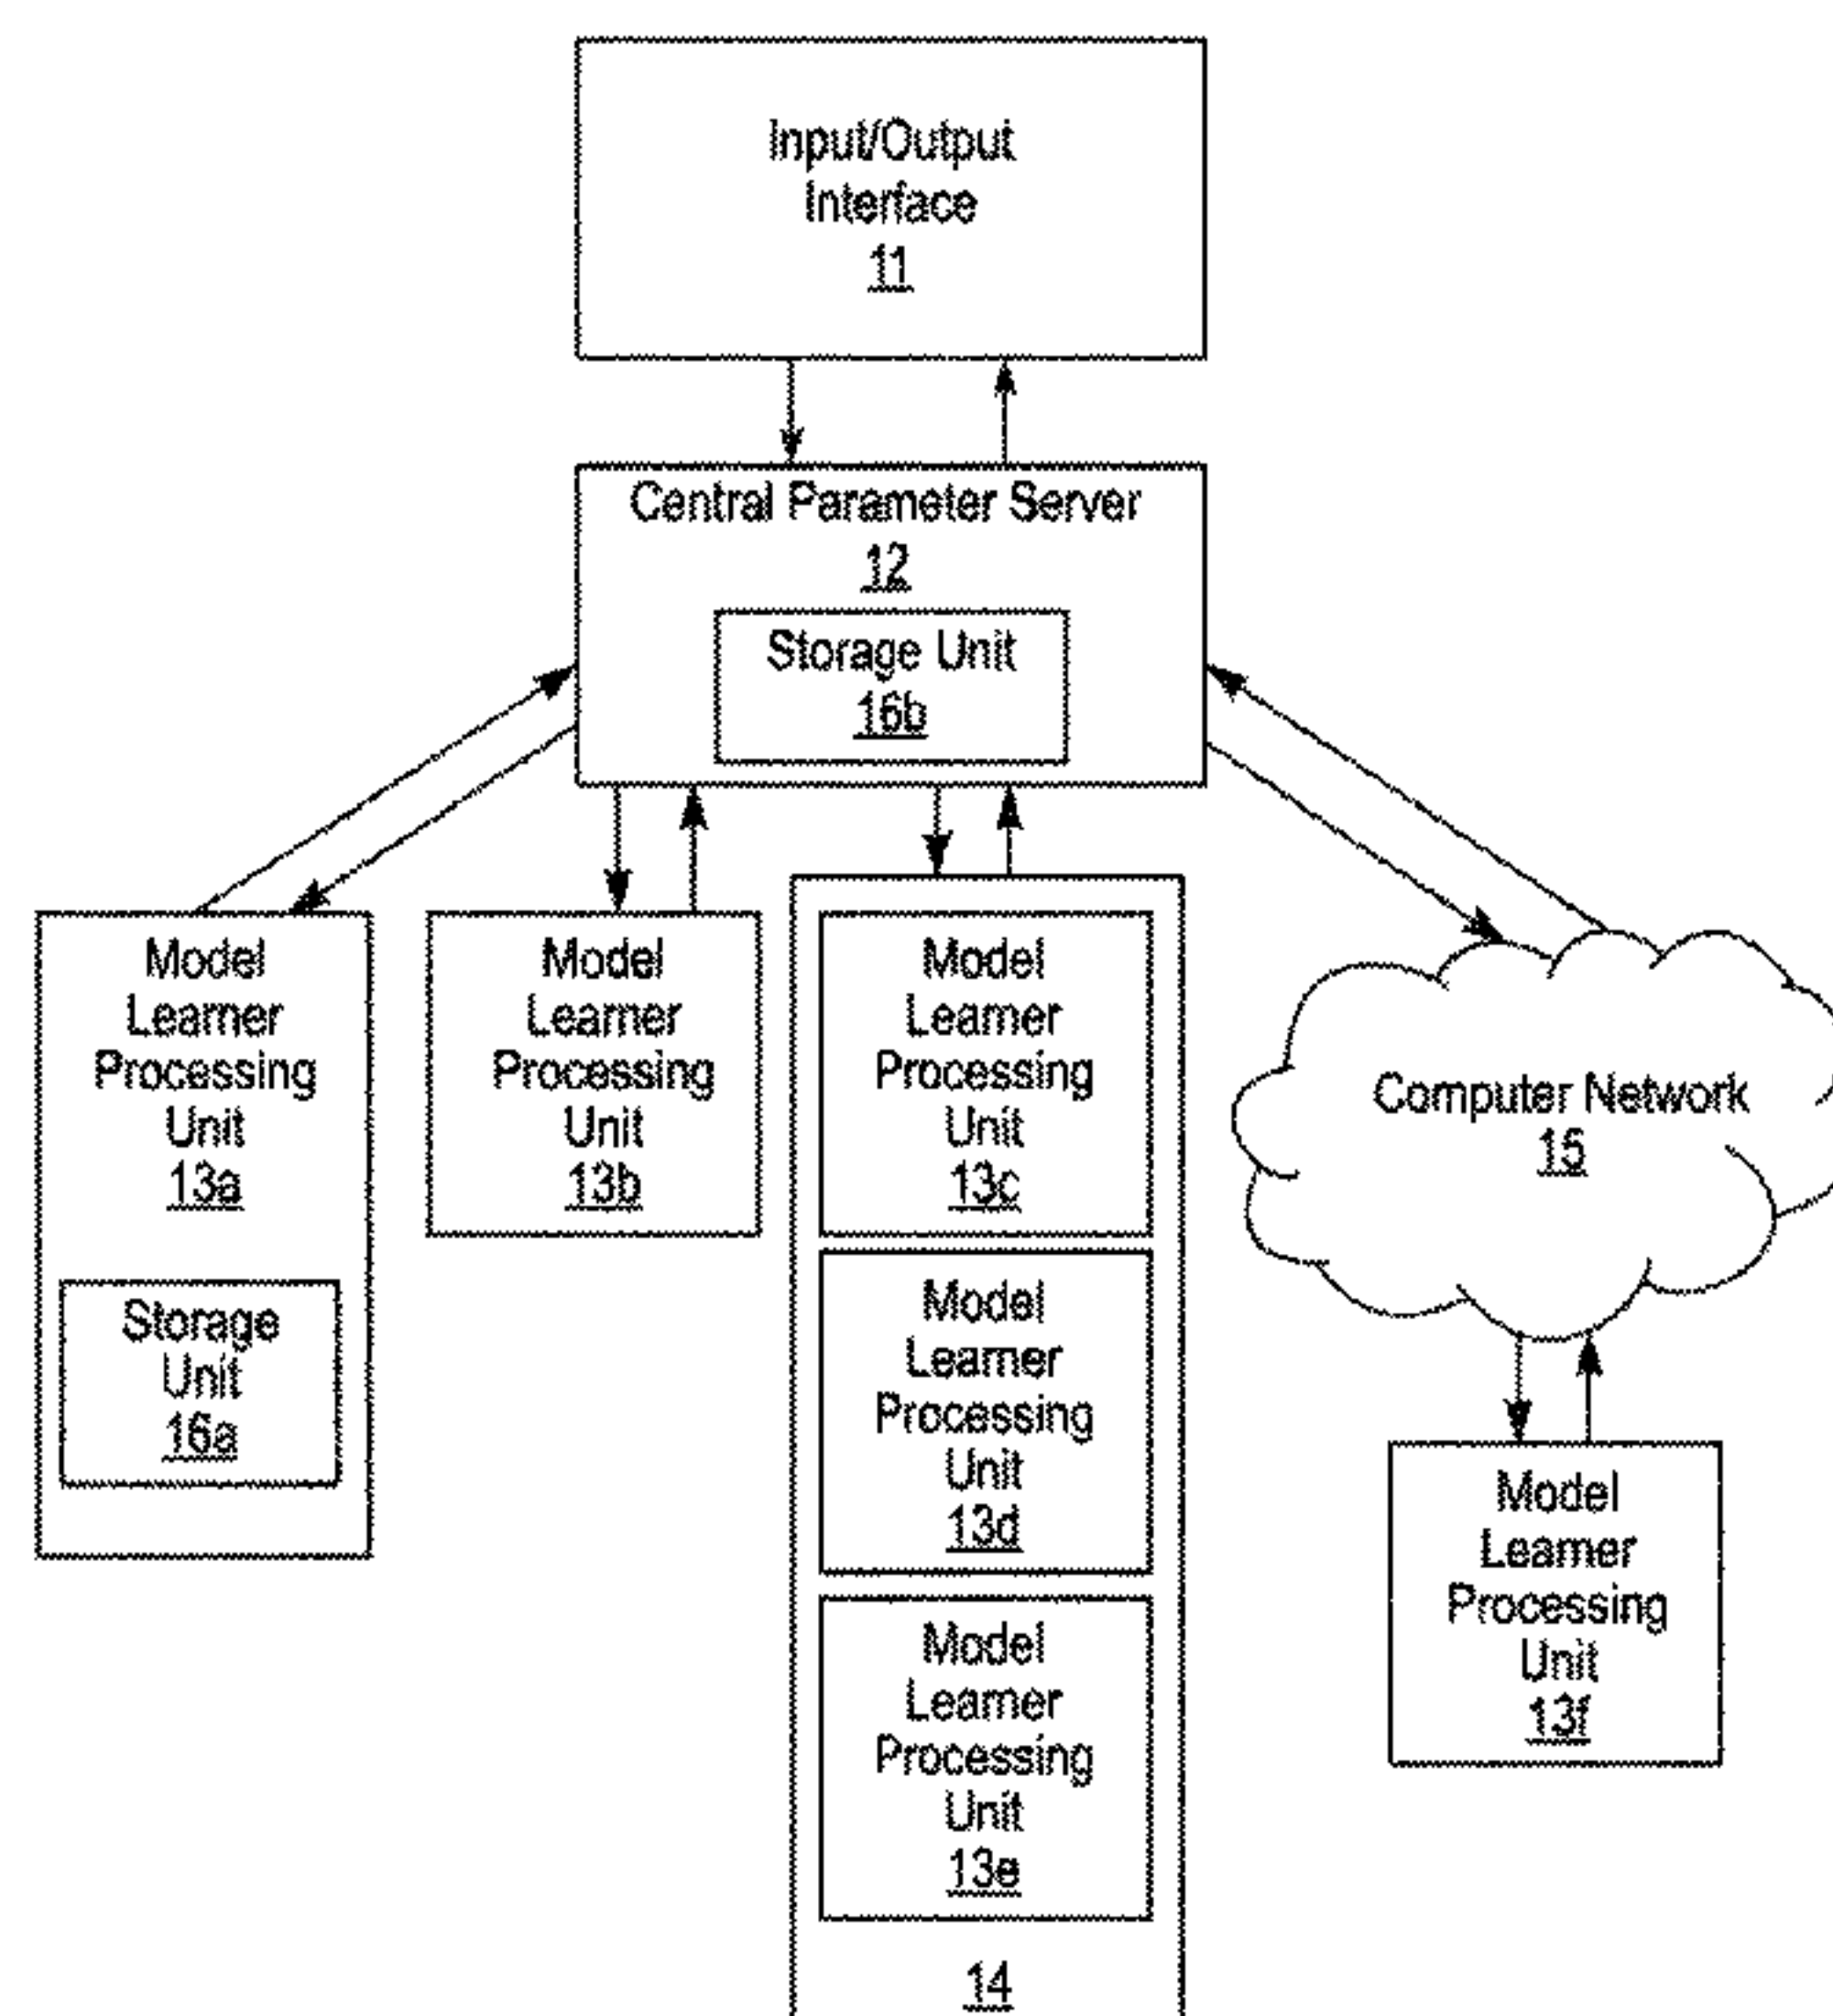 Input/Output
Interface
11
Central Parameter Server
12
Storage Unit
16b
Model
Learner
Processing
Unit
13a
Storage
Unit
16a
Model
Learner
Processing
Unit
13b
Model
Learner
Processing
Unit
13c
Model
Learner
Processing
Unit
13d
Model
Learner
Processing
Unit
13e
14
Computer Network
15
Model
Learner
Processing
Unit
13f